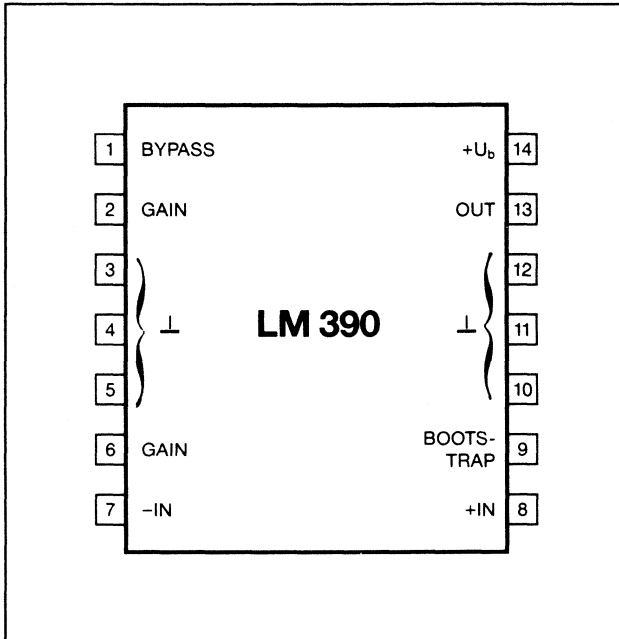 1 BYPASS +Ub 14
2 GAIN OUT 13
3 12
4 ⊥ LM 390 ⊥ 11
5 10
6 GAIN BOOTS-
TRAP 9
7 –IN +IN 8